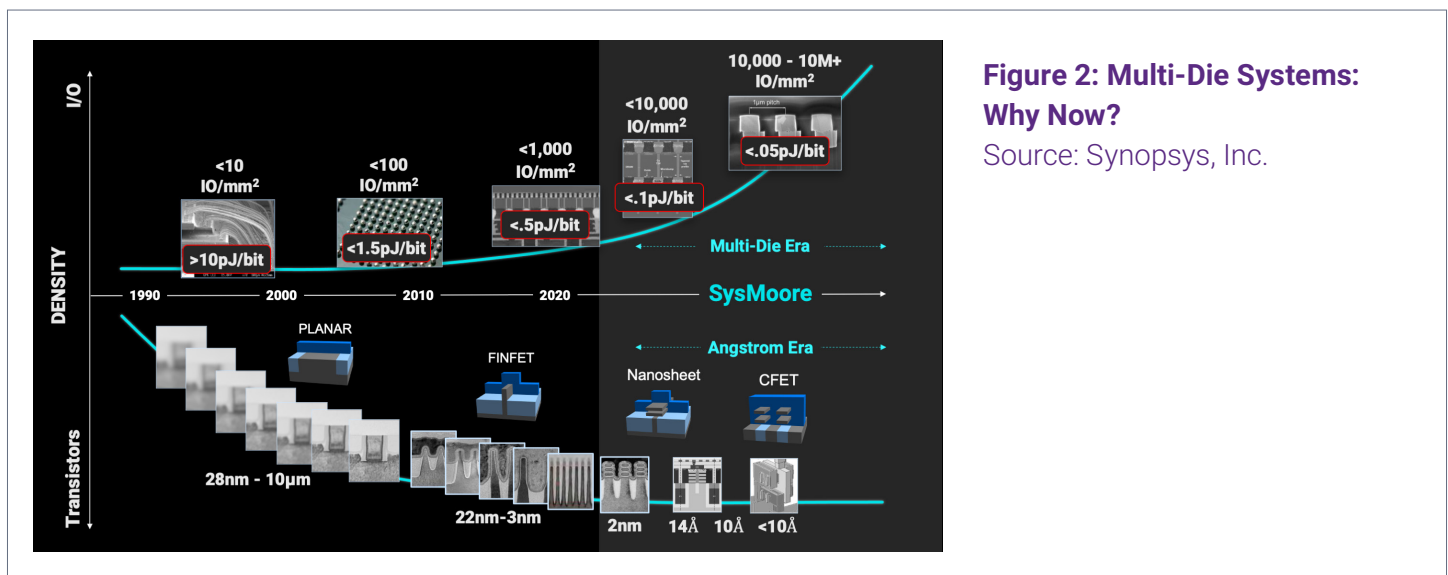 Figure 2: Multi-Die Systems:
Why Now?
Source: Synopsys, Inc.
I/O
DENSITY
Transistors
<10
IO/mm²
>10pJ/bit
<100
IO/mm²
<1.5pJ/bit
<1,000
IO/mm²
<.5pJ/bit
<10,000
IO/mm²
<.1pJ/bit
10,000 - 10M+
IO/mm²
1µm pitch
<.05pJ/bit
Multi-Die Era
1990
2000
2010
2020
SysMoore
Angstrom Era
PLANAR
FINFET
Nanosheet
CFET
28nm - 10µm
22nm-3nm
2nm
14Å
10Å
<10Å